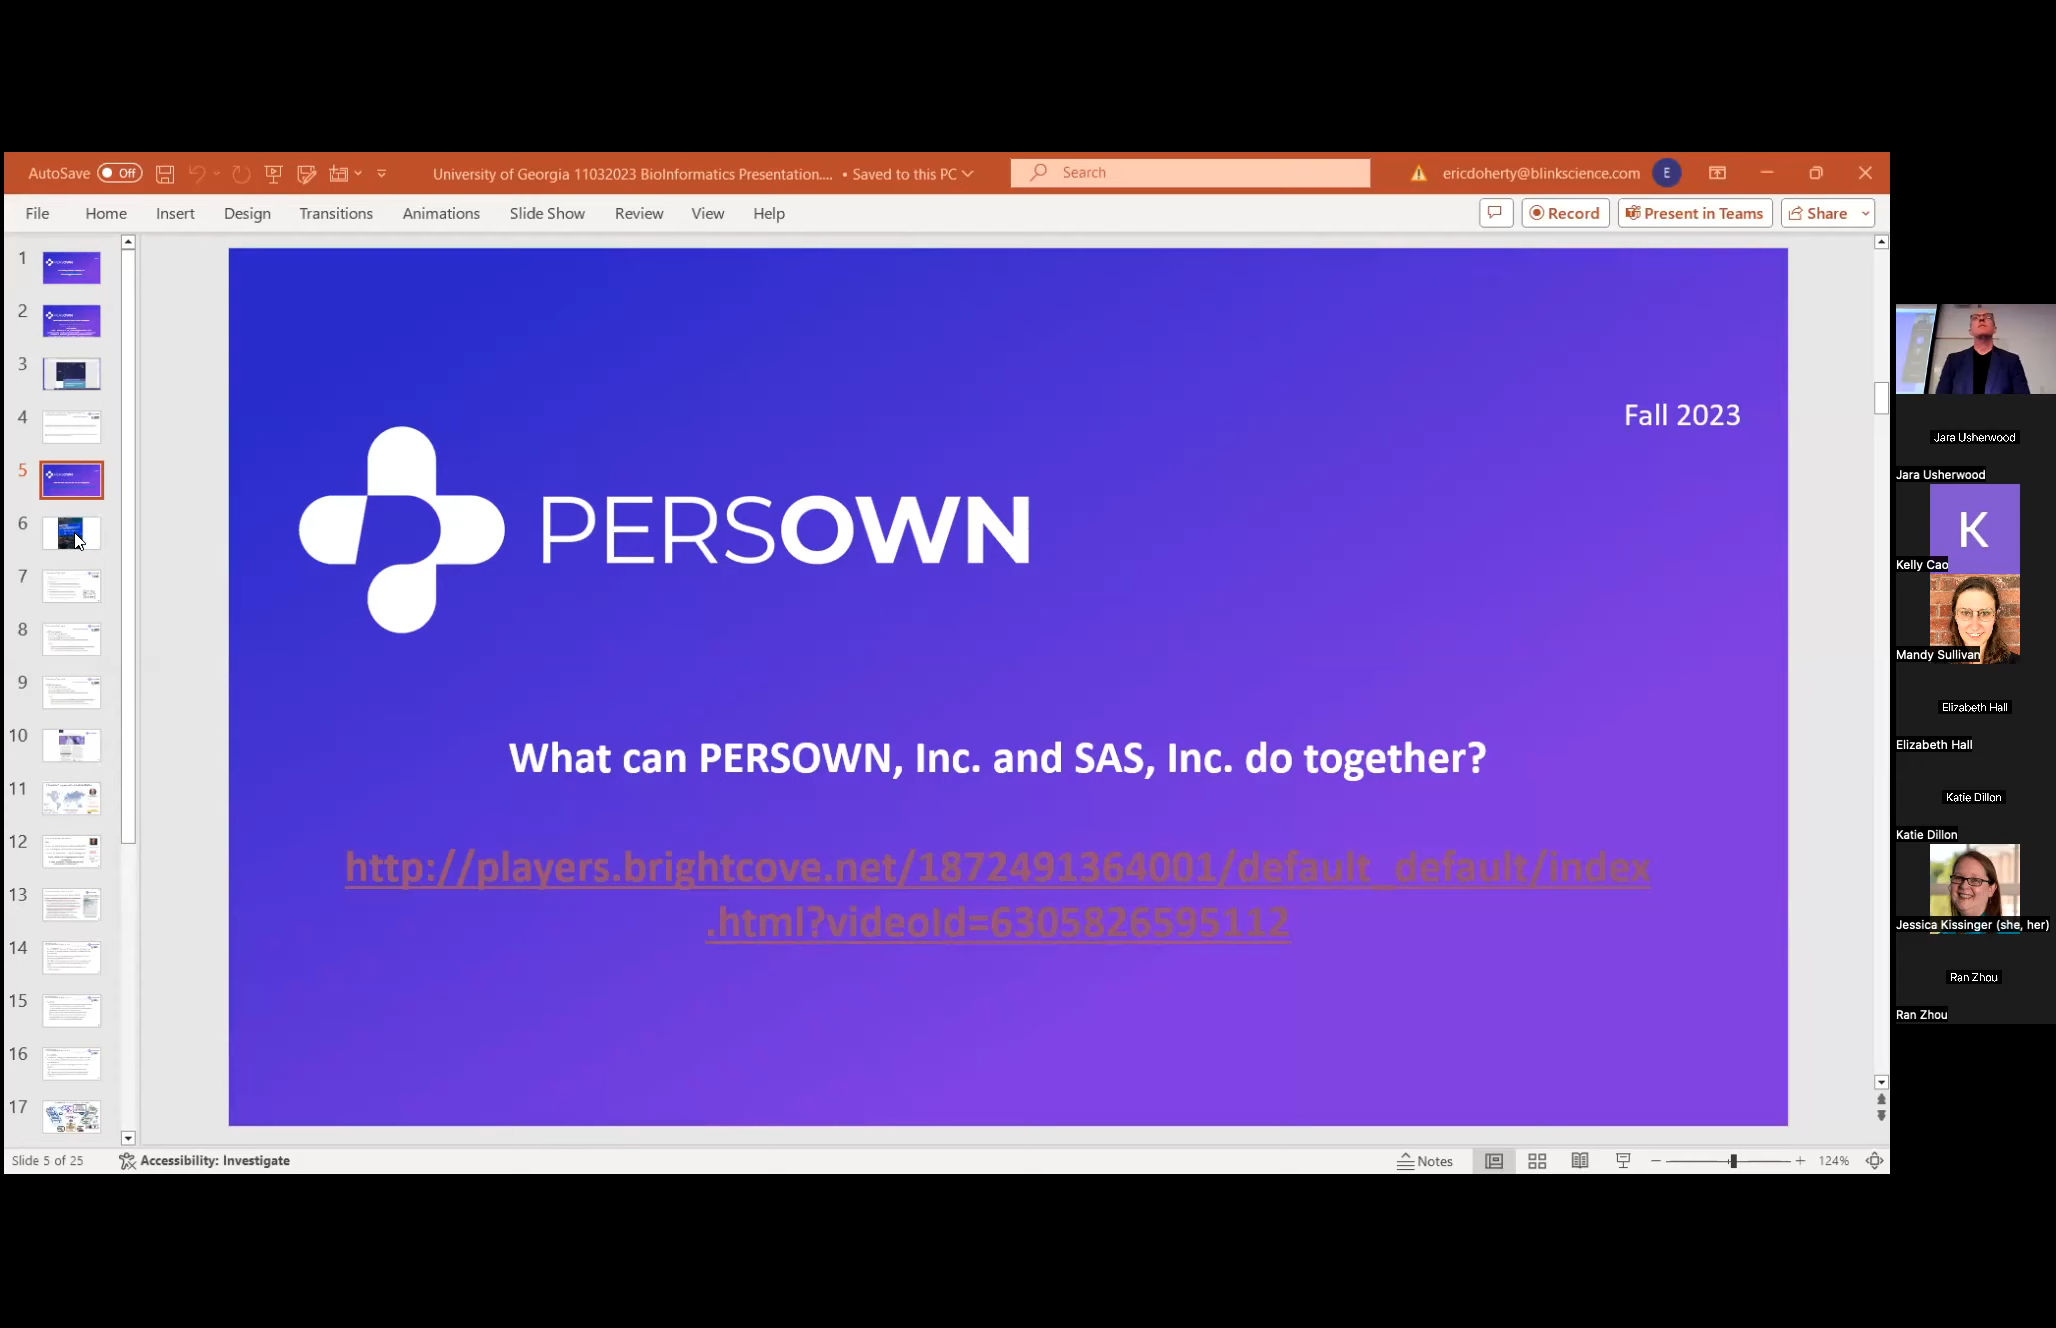 AutoSave Off
University of Georgia 11032023 BioInformatics Presentation.... • Saved to this PC
Search
ericdoherty@blinkscience.com E
File Home Insert Design Transitions Animations Slide Show Review View Help
Record
Present in Teams
Share
1
2
3
4
5
6
7
8
9
10
11
12
13
14
15
16
17
Fall 2023
PERSOWN
What can PERSOWN, Inc. and SAS, Inc. do together?
http://players.brightcove.net/1872491364001/default_default/index
.html?videoId=6305826595112
Slide 5 of 25
Accessibility: Investigate
Notes
124%
Jara Usherwood
Jara Usherwood
K
Kelly Cao
Mandy Sullivan
Elizabeth Hall
Elizabeth Hall
Katie Dillon
Katie Dillon
Jessica Kissinger (she, her)
Ran Zhou
Ran Zhou